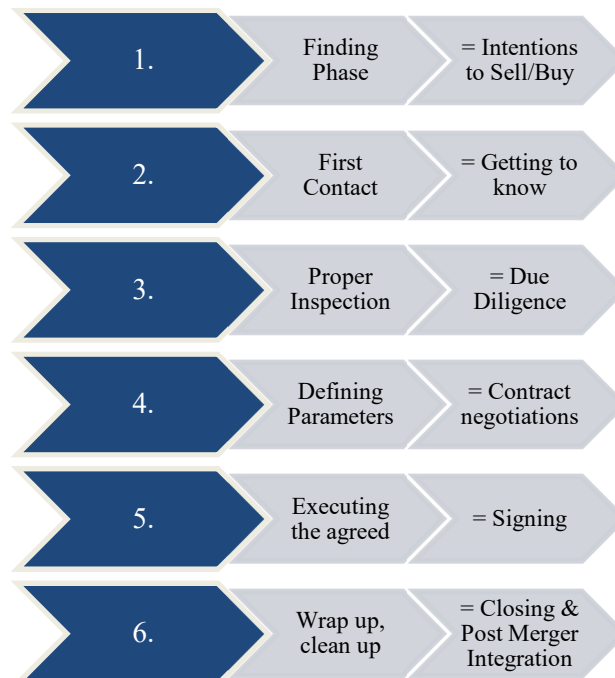 1.
Finding
Phase
= Intentions
to Sell/Buy
2.
First
Contact
= Getting to
know
3.
Proper
Inspection
= Due
Diligence
4.
Defining
Parameters
= Contract
negotiations
5.
Executing
the agreed
= Signing
6.
Wrap up,
clean up
= Closing &
Post Merger
Integration